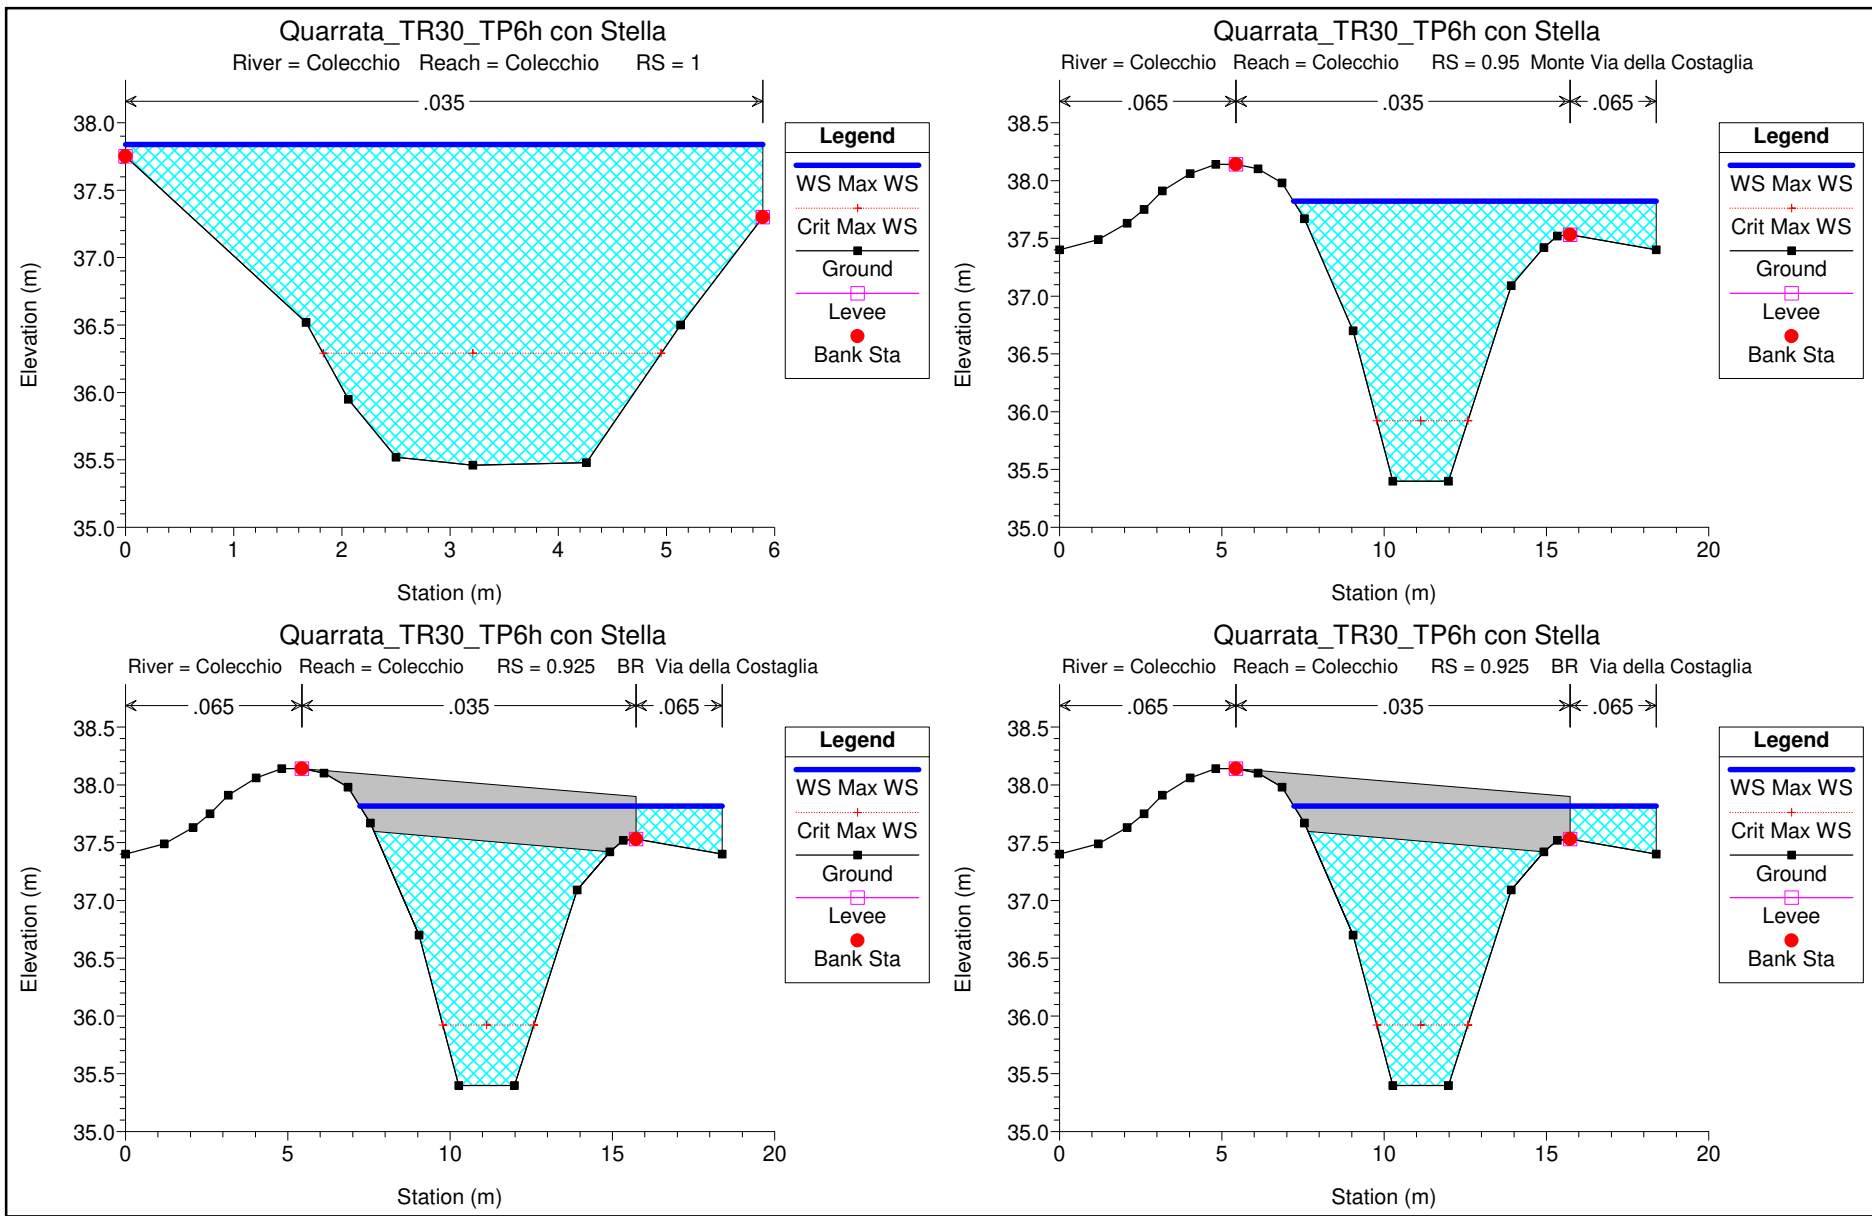 Quarrata_TR30_TP6h con Stella
River = Colecchio Reach = Colecchio RS = 1
.035
38.0
37.5
37.0
36.5
36.0
35.5
35.0
0 1 2 3 4 5 6
Station (m)
Elevation (m)
Legend
WS Max WS
Crit Max WS
Ground
Levee
Bank Sta
Quarrata_TR30_TP6h con Stella
River = Colecchio Reach = Colecchio RS = 0.95 Monte Via della Costaglia
.065 .035 .065
38.5
38.0
37.5
37.0
36.5
36.0
35.5
35.0
0 5 10 15 20
Station (m)
Elevation (m)
Legend
WS Max WS
Crit Max WS
Ground
Levee
Bank Sta
Quarrata_TR30_TP6h con Stella
River = Colecchio Reach = Colecchio RS = 0.925 BR Via della Costaglia
.065 .035 .065
38.5
38.0
37.5
37.0
36.5
36.0
35.5
35.0
0 5 10 15 20
Station (m)
Elevation (m)
Legend
WS Max WS
Crit Max WS
Ground
Levee
Bank Sta
Quarrata_TR30_TP6h con Stella
River = Colecchio Reach = Colecchio RS = 0.925 BR Via della Costaglia
.065 .035 .065
38.5
38.0
37.5
37.0
36.5
36.0
35.5
35.0
0 5 10 15 20
Station (m)
Elevation (m)
Legend
WS Max WS
Crit Max WS
Ground
Levee
Bank Sta